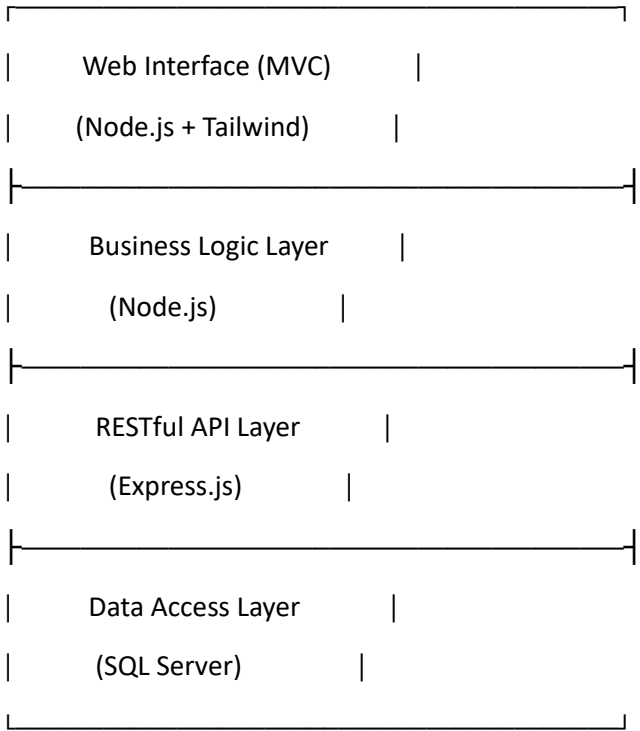 Web Interface (MVC)
(Node.js + Tailwind)
Business Logic Layer
(Node.js)
RESTful API Layer
(Express.js)
Data Access Layer
(SQL Server)